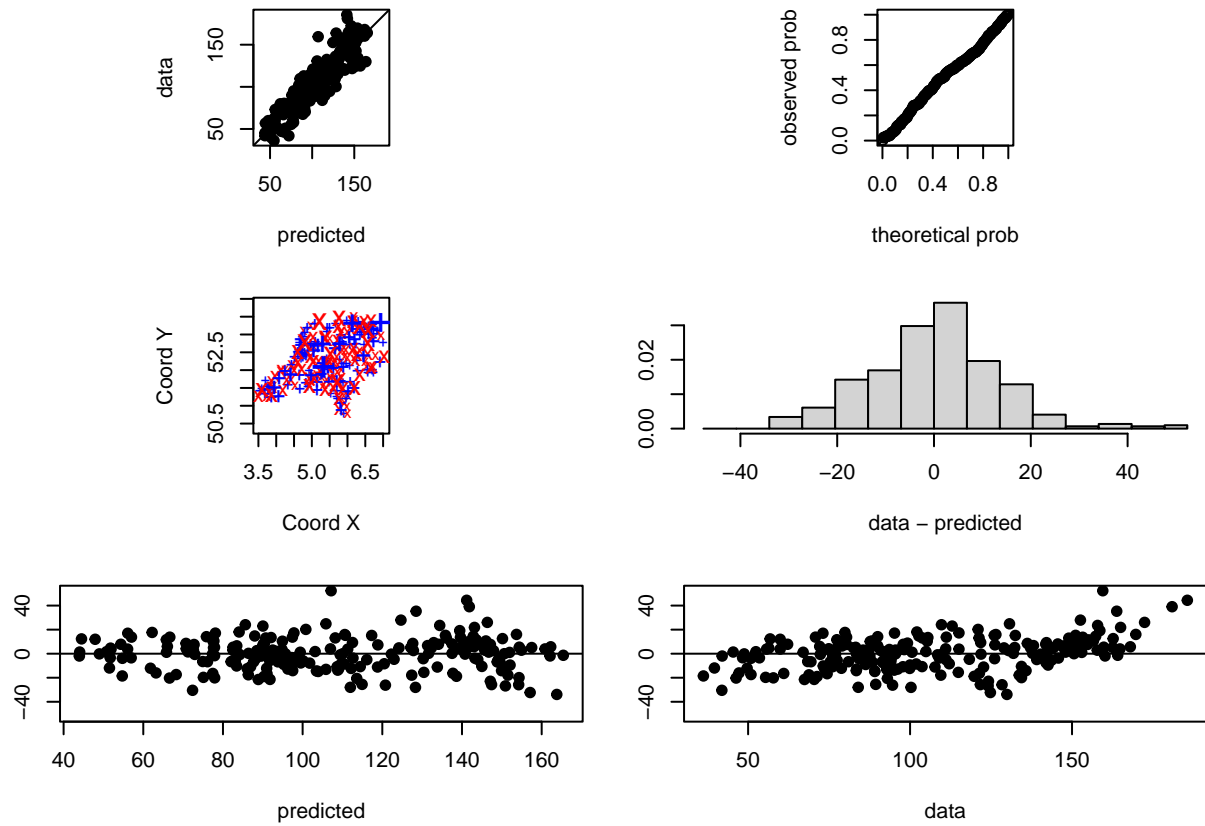 data
50 150
50 150
predicted
observed prob
0.0 0.4 0.8
0.0 0.4 0.8
theoretical prob
Coord Y
50.5 52.5
3.5 5.0 6.5
Coord X
0.00 0.02
−40 −20 0 20 40
data − predicted
−40 0 40
40 60 80 100 120 140 160
predicted
−40 0 40
50 100 150
data